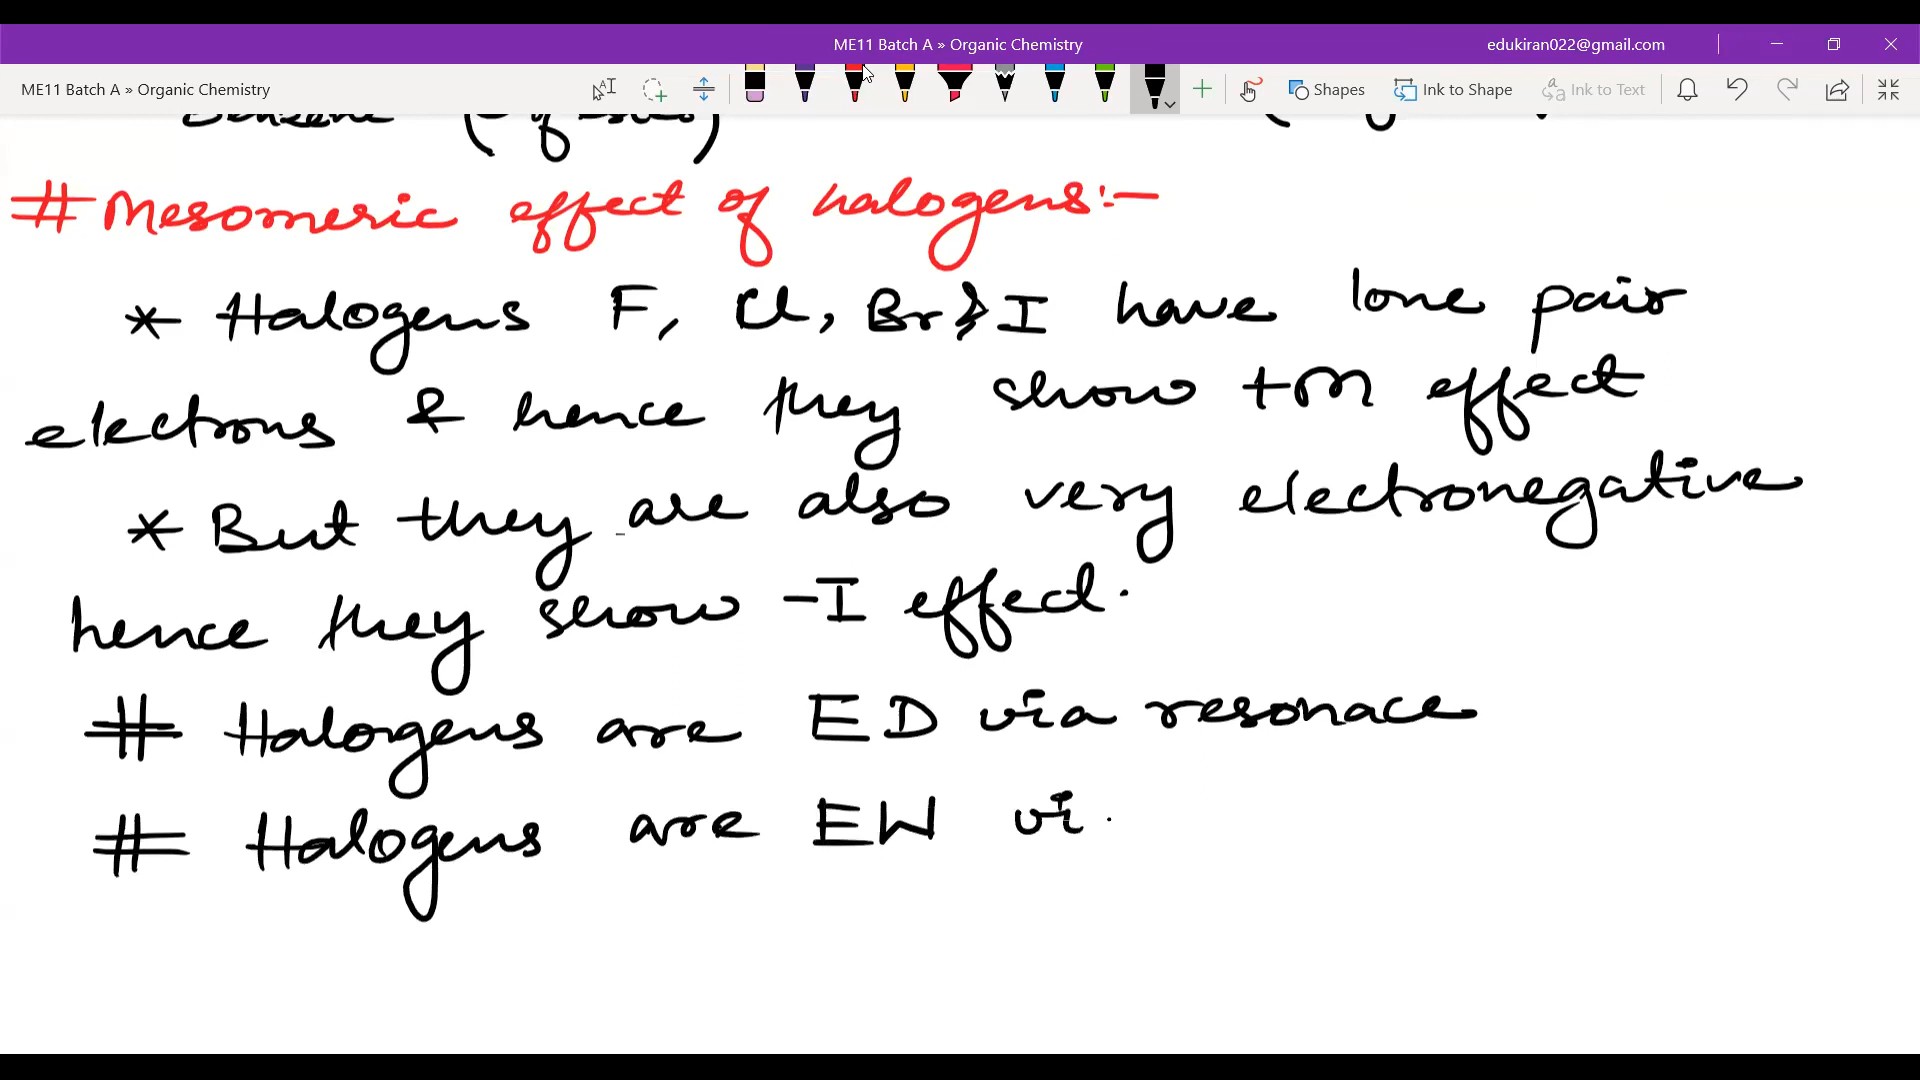 ME11 Batch A » Organic Chemistry
edukiran022@gmail.com
ME11 Batch A » Organic Chemistry
Shapes
Ink to Shape
Ink to Text
# Mesomeric effect of halogens:-
* Halogens F, Cl, Br & I have lone pair
electrons & hence they show +M effect
* But they are also very electronegative
hence they show -I effect.
# Halogens are ED via resonace
# Halogens are EW vi